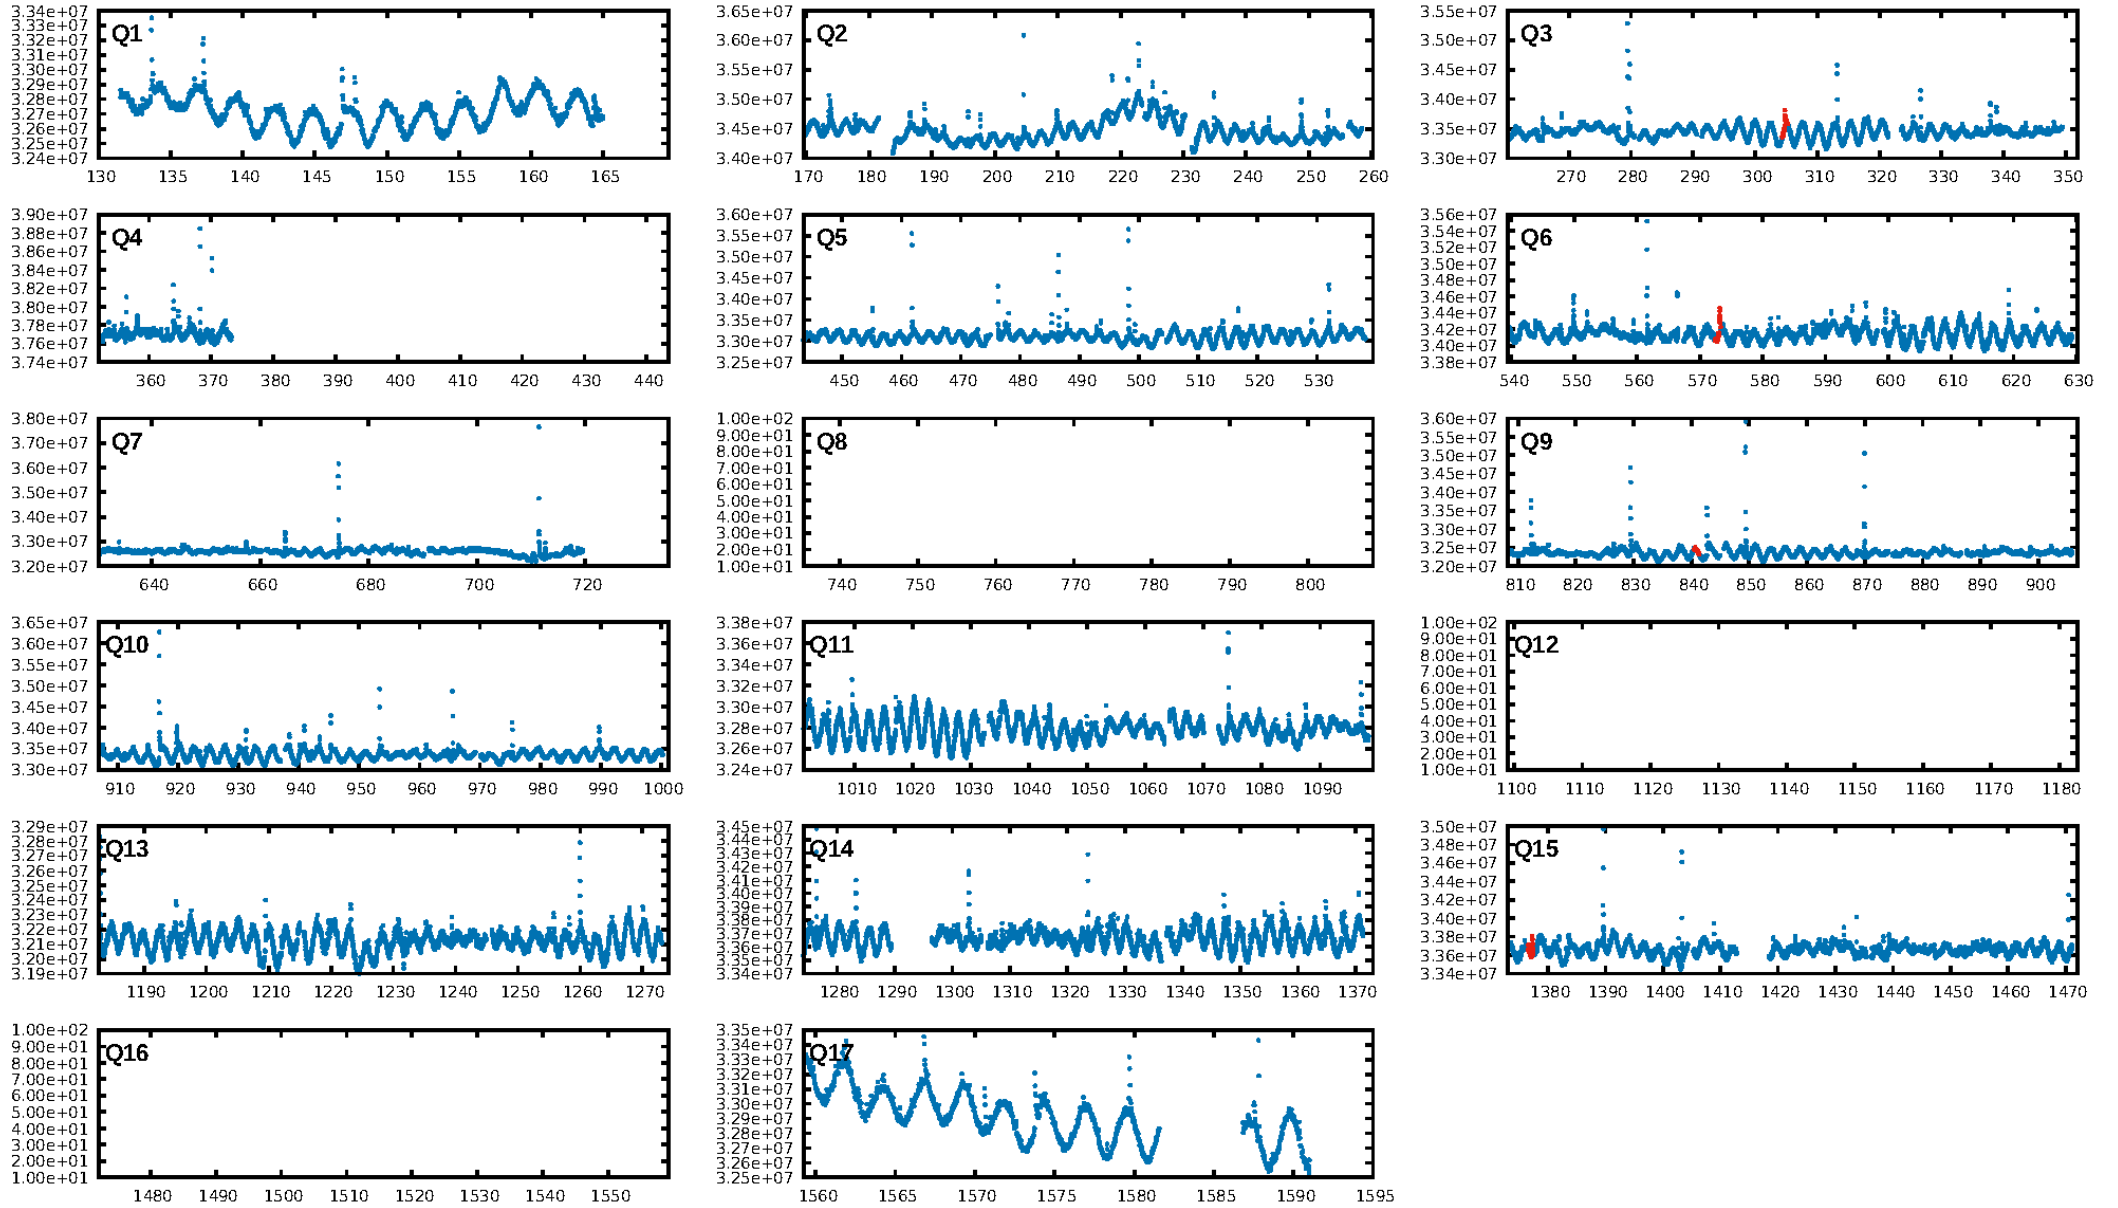 Q1
3.34e+07
3.33e+07
3.32e+07
3.31e+07
3.30e+07
3.29e+07
3.28e+07
3.27e+07
3.26e+07
3.25e+07
3.24e+07
130 135 140 145 150 155 160 165
Q2
3.65e+07
3.60e+07
3.55e+07
3.50e+07
3.45e+07
3.40e+07
170 180 190 200 210 220 230 240 250 260
Q3
3.55e+07
3.50e+07
3.45e+07
3.40e+07
3.35e+07
3.30e+07
270 280 290 300 310 320 330 340 350
Q4
3.90e+07
3.88e+07
3.86e+07
3.84e+07
3.82e+07
3.80e+07
3.78e+07
3.76e+07
3.74e+07
360 370 380 390 400 410 420 430 440
Q5
3.60e+07
3.55e+07
3.50e+07
3.45e+07
3.40e+07
3.35e+07
3.30e+07
3.25e+07
450 460 470 480 490 500 510 520 530
Q6
3.56e+07
3.54e+07
3.52e+07
3.50e+07
3.48e+07
3.46e+07
3.44e+07
3.42e+07
3.40e+07
3.38e+07
540 550 560 570 580 590 600 610 620 630
Q7
3.80e+07
3.70e+07
3.60e+07
3.50e+07
3.40e+07
3.30e+07
3.20e+07
640 660 680 700 720
Q8
1.00e+02
9.00e+01
8.00e+01
7.00e+01
6.00e+01
5.00e+01
4.00e+01
3.00e+01
2.00e+01
1.00e+01
740 750 760 770 780 790 800
Q9
3.60e+07
3.55e+07
3.50e+07
3.45e+07
3.40e+07
3.35e+07
3.30e+07
3.25e+07
3.20e+07
810 820 830 840 850 860 870 880 890 900
Q10
3.65e+07
3.60e+07
3.55e+07
3.50e+07
3.45e+07
3.40e+07
3.35e+07
3.30e+07
910 920 930 940 950 960 970 980 990 1000
Q11
3.38e+07
3.36e+07
3.34e+07
3.32e+07
3.30e+07
3.28e+07
3.26e+07
3.24e+07
1010 1020 1030 1040 1050 1060 1070 1080 1090
Q12
1.00e+02
9.00e+01
8.00e+01
7.00e+01
6.00e+01
5.00e+01
4.00e+01
3.00e+01
2.00e+01
1.00e+01
1100 1110 1120 1130 1140 1150 1160 1170 1180
Q13
3.29e+07
3.28e+07
3.27e+07
3.26e+07
3.25e+07
3.24e+07
3.23e+07
3.22e+07
3.21e+07
3.20e+07
3.19e+07
1190 1200 1210 1220 1230 1240 1250 1260 1270
Q14
3.45e+07
3.44e+07
3.43e+07
3.42e+07
3.41e+07
3.40e+07
3.39e+07
3.38e+07
3.37e+07
3.36e+07
3.35e+07
3.34e+07
1280 1290 1300 1310 1320 1330 1340 1350 1360 1370
Q15
3.50e+07
3.48e+07
3.46e+07
3.44e+07
3.42e+07
3.40e+07
3.38e+07
3.36e+07
3.34e+07
1380 1390 1400 1410 1420 1430 1440 1450 1460 1470
Q16
1.00e+02
9.00e+01
8.00e+01
7.00e+01
6.00e+01
5.00e+01
4.00e+01
3.00e+01
2.00e+01
1.00e+01
1480 1490 1500 1510 1520 1530 1540 1550
Q17
3.35e+07
3.34e+07
3.33e+07
3.32e+07
3.31e+07
3.30e+07
3.29e+07
3.28e+07
3.27e+07
3.26e+07
3.25e+07
1560 1565 1570 1575 1580 1585 1590 1595